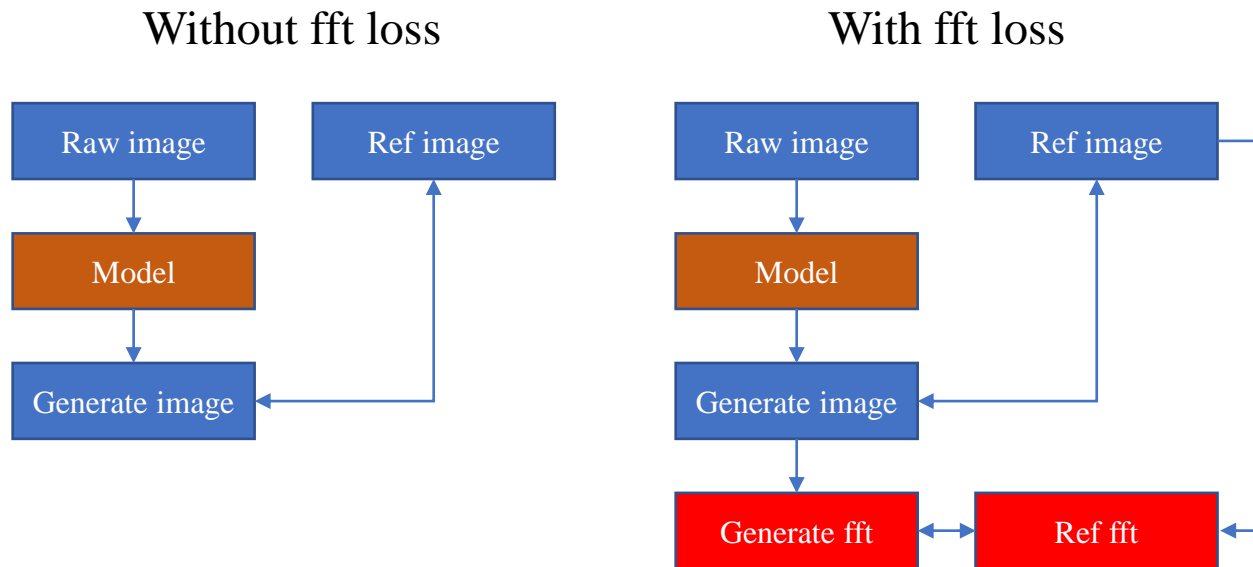 Without fft loss
With fft loss
Raw image
Ref image
Raw image
Ref image
Model
Model
Generate image
Generate image
Generate fft
Ref fft